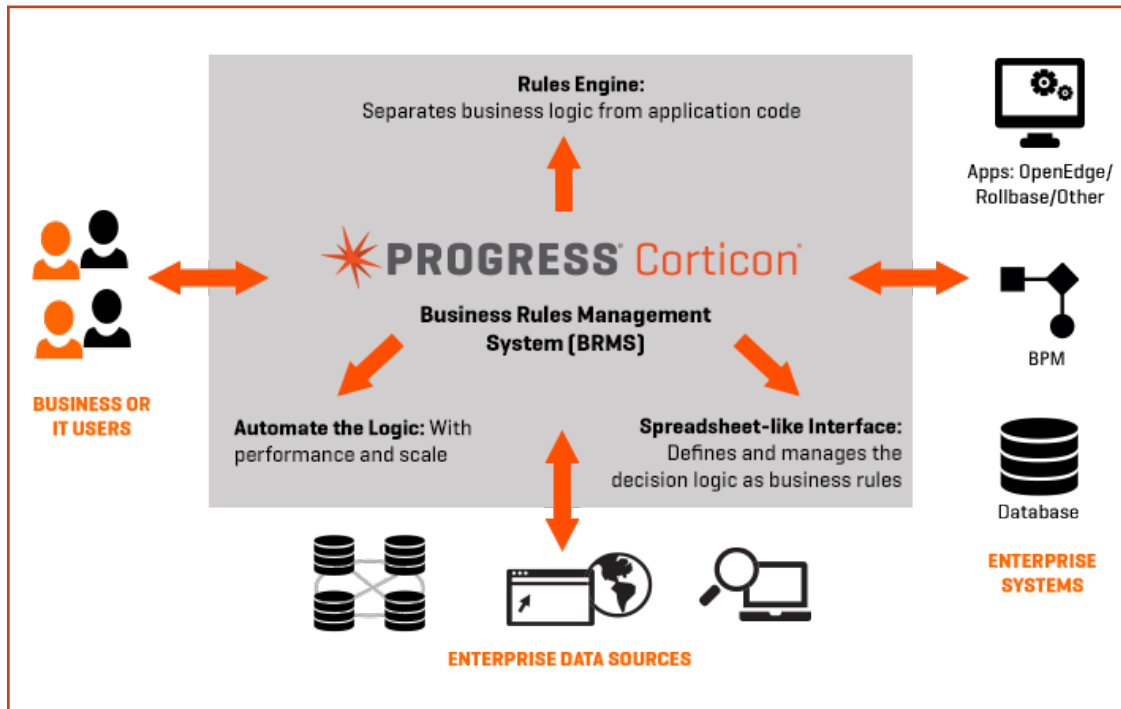 Rules Engine:
Separates business logic from application code
Apps: OpenEdge/
Rollbase/Other
PROGRESS® Corticon®
Business Rules Management
System (BRMS)
BPM
BUSINESS OR
IT USERS
Automate the Logic: With
performance and scale
Spreadsheet-like Interface:
Defines and manages the
decision logic as business rules
Database
ENTERPRISE
SYSTEMS
ENTERPRISE DATA SOURCES